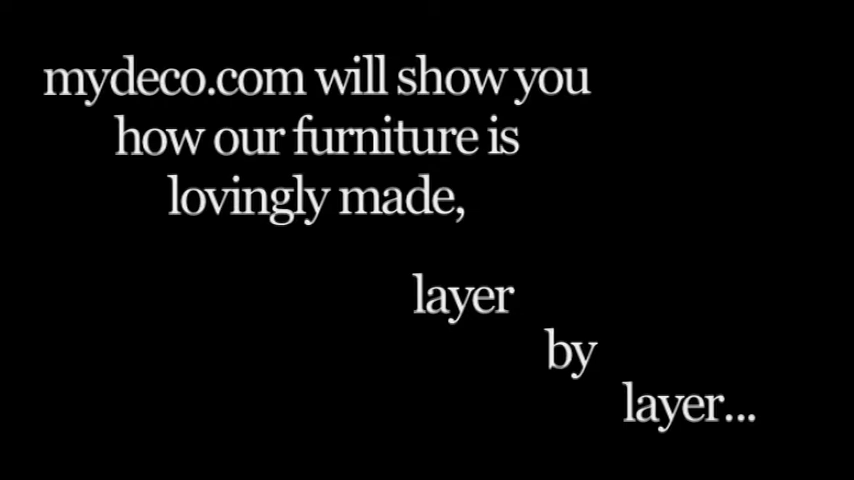 mydeco.com will show you
how our furniture is
lovingly made,
layer
by
layer...